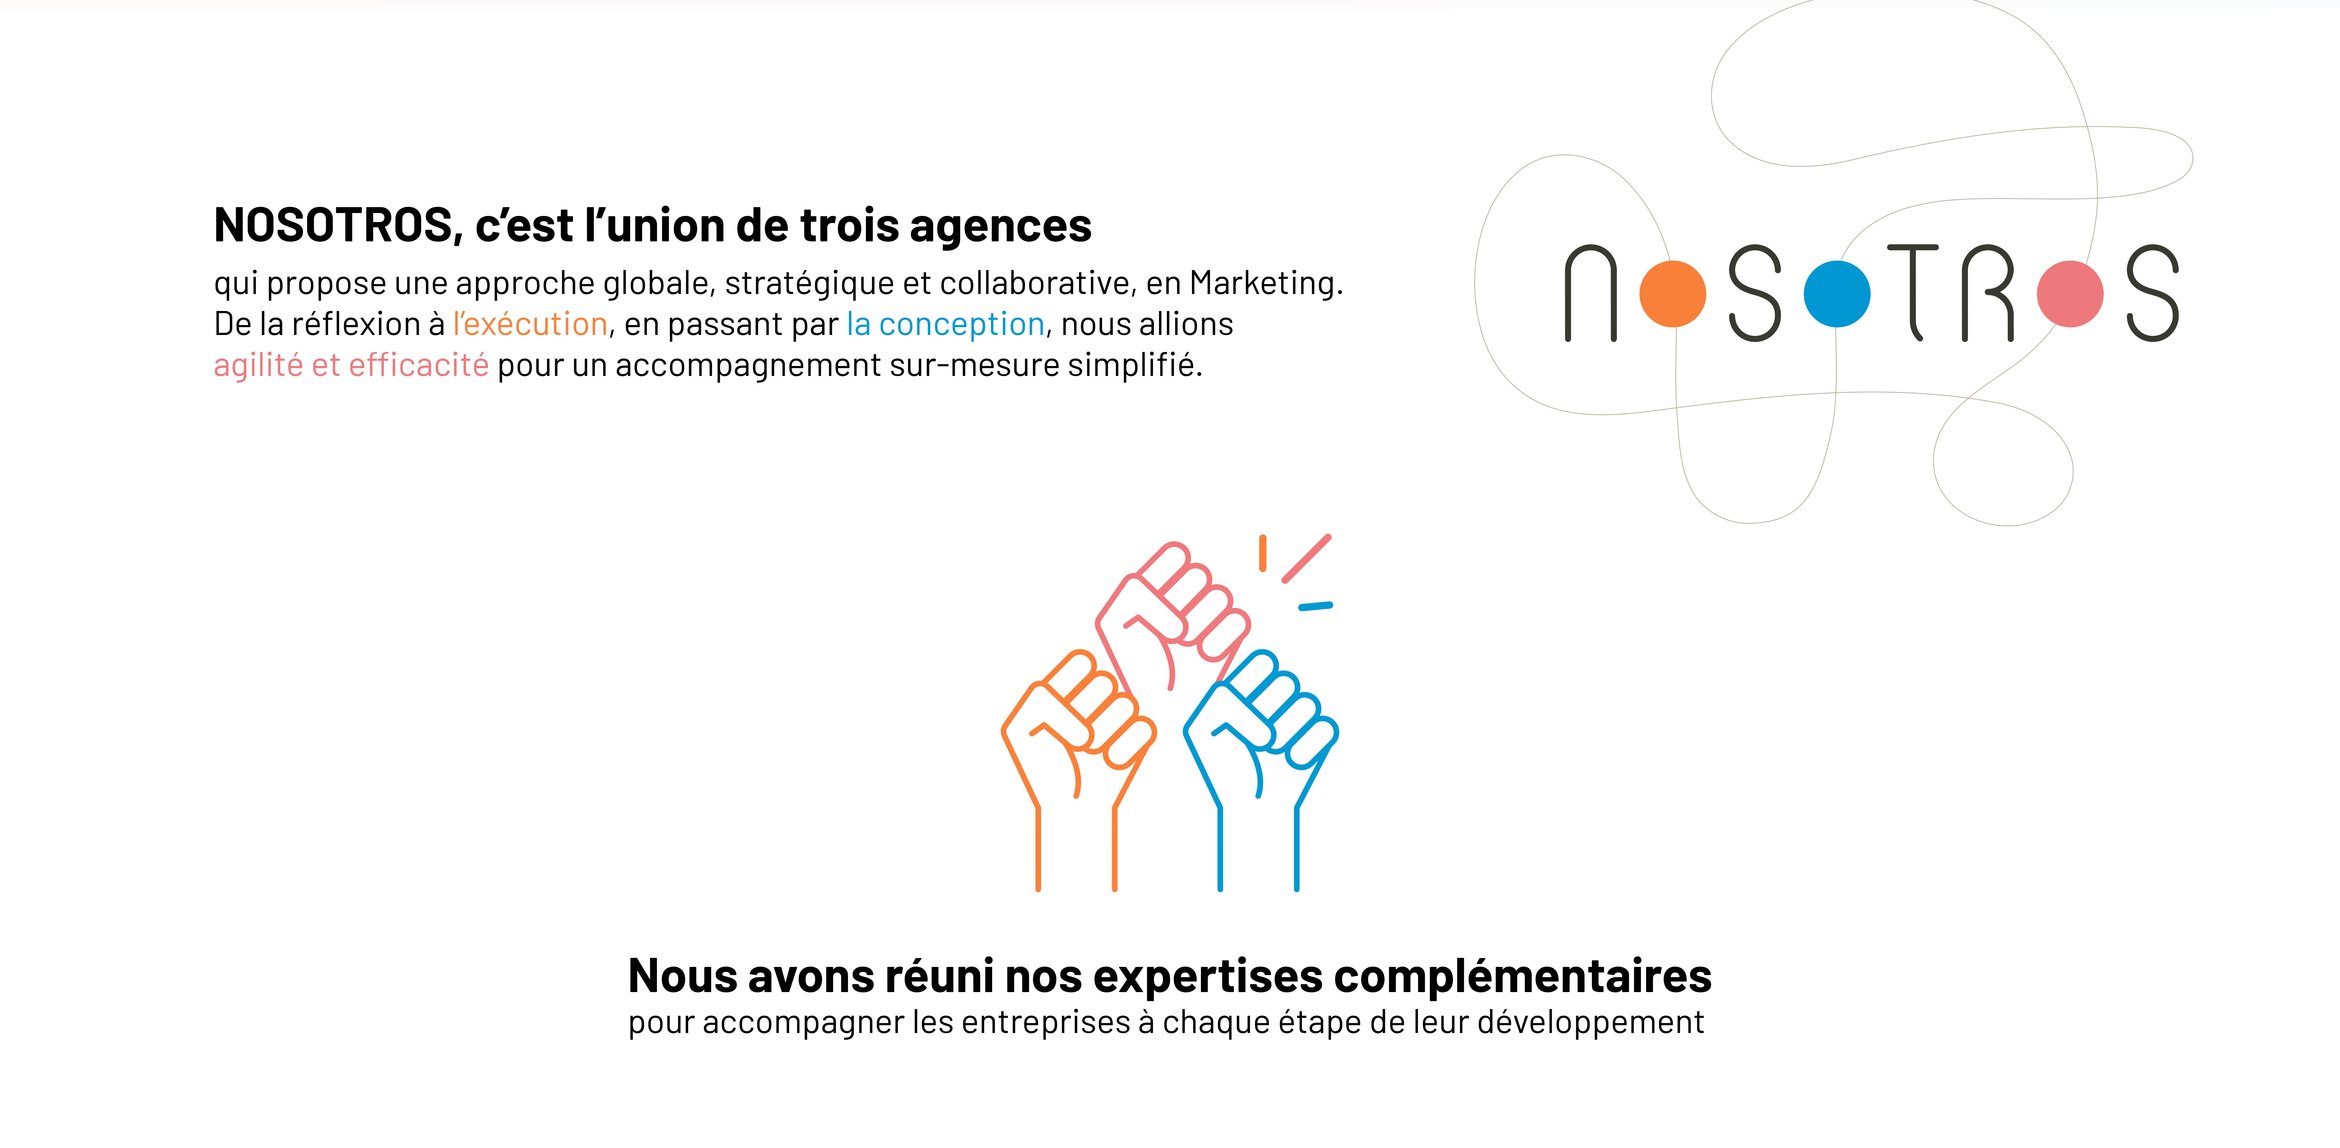 NOSOTROS, c’est l’union de trois agences
qui propose une approche globale, stratégique et collaborative, en Marketing.
De la réflexion à l’exécution, en passant par la conception, nous allions
agilité et efficacité pour un accompagnement sur-mesure simplifié.
NOSOTROS
Nous avons réuni nos expertises complémentaires
pour accompagner les entreprises à chaque étape de leur développement